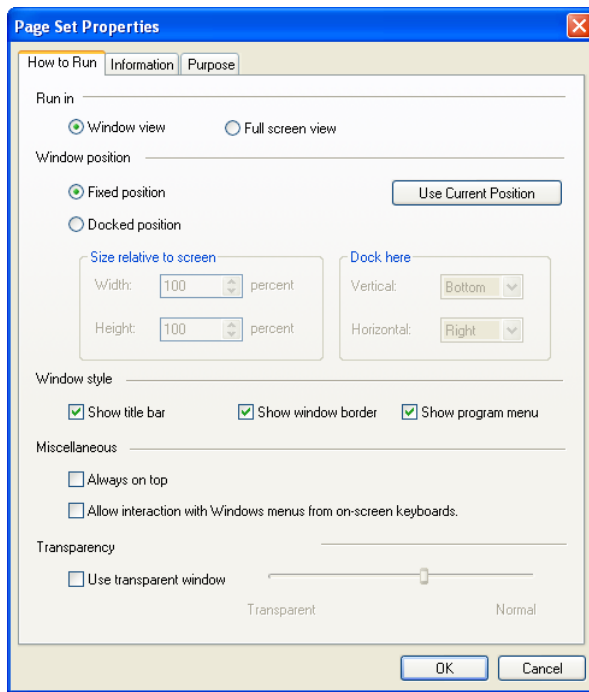 Page Set Properties
How to Run Information Purpose
Run in
Window view Full screen view
Window position
Fixed position Use Current Position
Docked position
Size relative to screen Dock here
Width: 100 percent Vertical: Bottom
Height: 100 percent Horizontal: Right
Window style
Show title bar Show window border Show program menu
Miscellaneous
Always on top
Allow interaction with Windows menus from on-screen keyboards.
Transparency
Use transparent window
Transparent Normal
OK Cancel